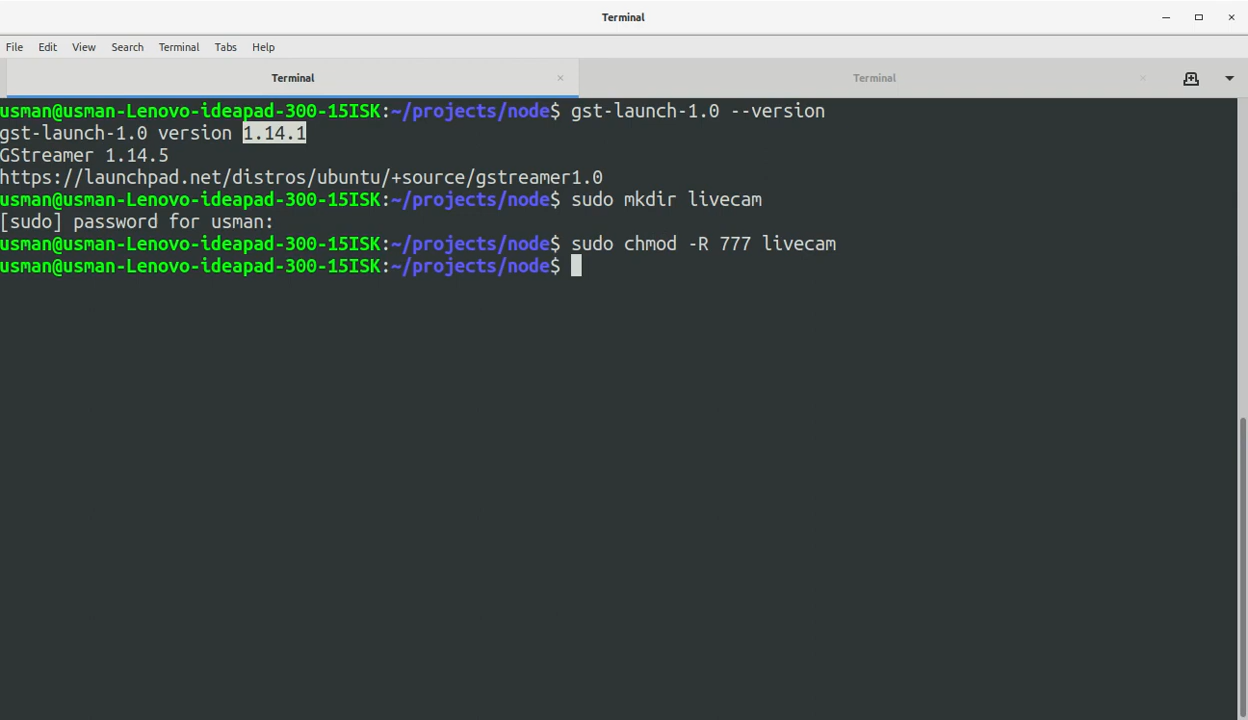 Terminal
File Edit View Search Terminal Tabs Help
Terminal Terminal
usman@usman-Lenovo-ideapad-300-15ISK:~/projects/node$ gst-launch-1.0 --version
gst-launch-1.0 version 1.14.1
GStreamer 1.14.5
https://launchpad.net/distros/ubuntu/+source/gstreamer1.0
usman@usman-Lenovo-ideapad-300-15ISK:~/projects/node$ sudo mkdir livecam
[sudo] password for usman:
usman@usman-Lenovo-ideapad-300-15ISK:~/projects/node$ sudo chmod -R 777 livecam
usman@usman-Lenovo-ideapad-300-15ISK:~/projects/node$